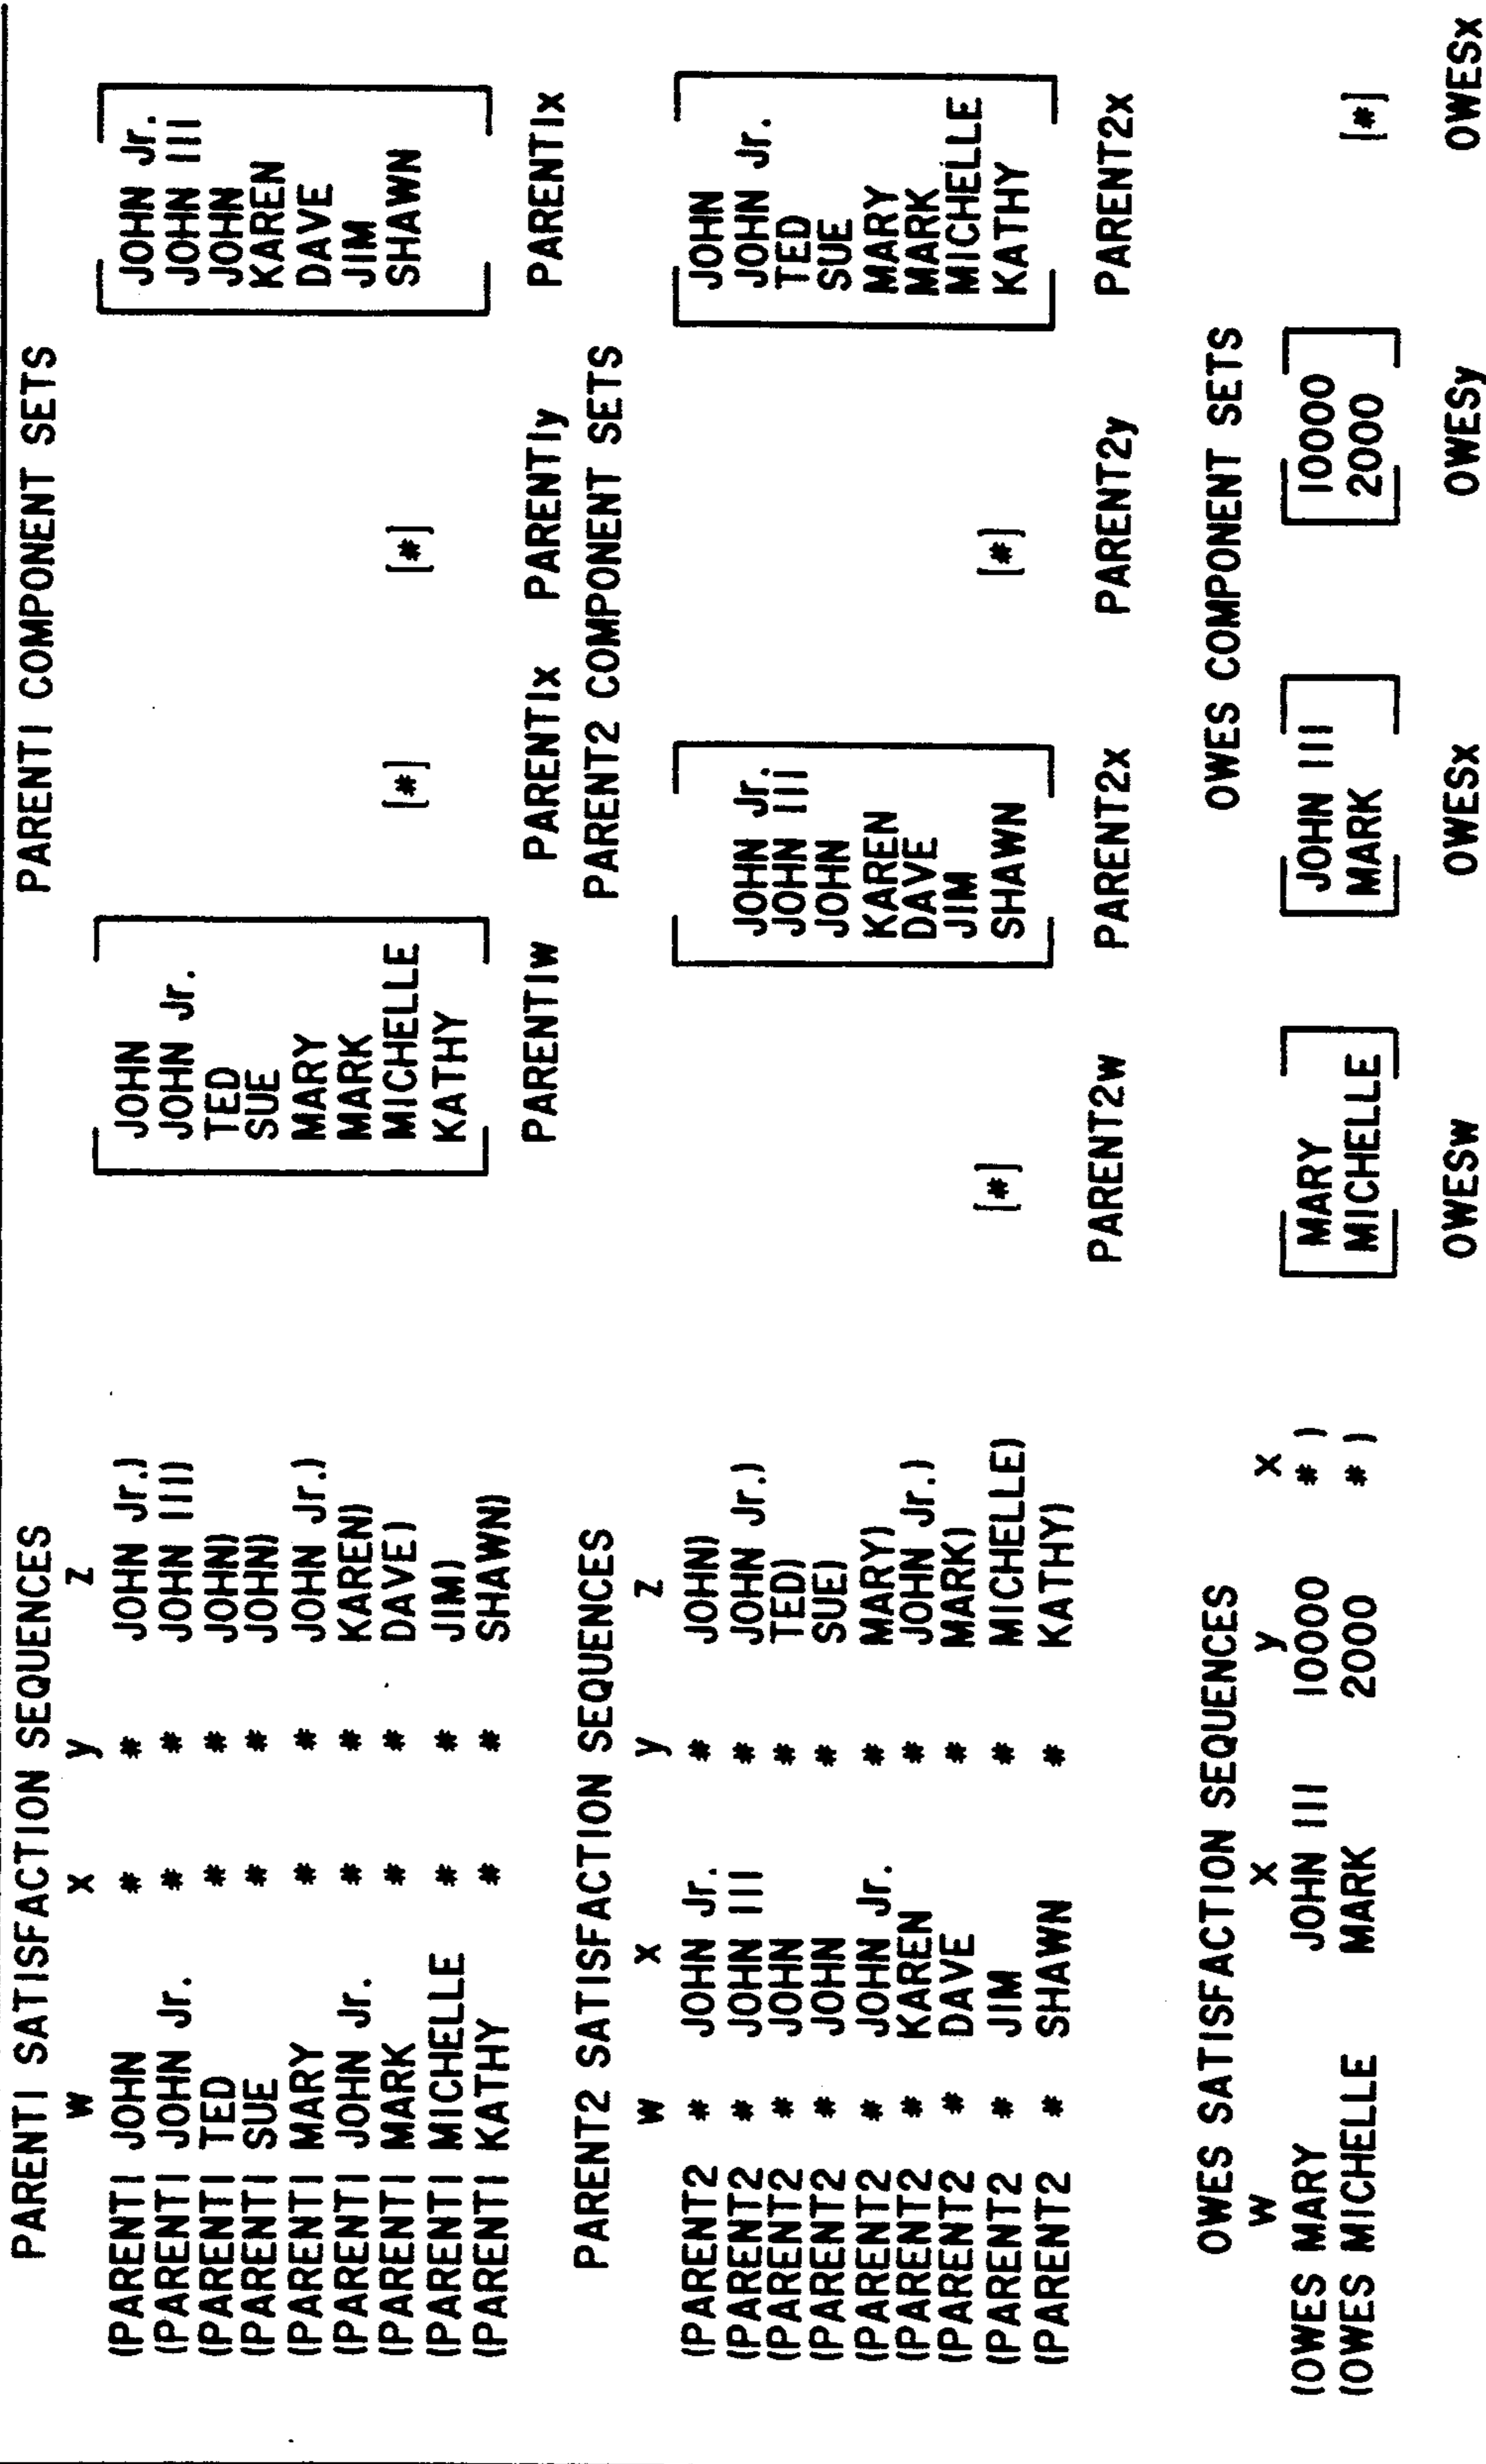 PARENT1 SATISFACTION SEQUENCES
w x y z
(PARENT1 JOHN # # JOHN Jr.)
(PARENT1 JOHN Jr. # # JOHN III)
(PARENT1 TED # # JOHN)
(PARENT1 SUE # # JOHN)
(PARENT1 MARY # # JOHN Jr.)
(PARENT1 JOHN Jr. # # KAREN)
(PARENT1 MARK # # DAVE)
(PARENT1 MICHELLE # # JIM)
(PARENT1 KATHY # # SHAWN)
PARENT1 COMPONENT SETS
JOHN
JOHN Jr.
TED
SUE
MARY
MARK
MICHELLE
KATHY
PARENT1w
[#]
PARENT1x
[#]
PARENT1y
JOHN Jr.
JOHN III
JOHN
KAREN
DAVE
JIM
SHAWN
PARENT1x
PARENT2 SATISFACTION SEQUENCES
w x y z
(PARENT2 # JOHN Jr. # JOHN)
(PARENT2 # JOHN III # JOHN Jr.)
(PARENT2 # JOHN # TED)
(PARENT2 # JOHN # SUE)
(PARENT2 # JOHN Jr. # MARY)
(PARENT2 # KAREN # JOHN Jr.)
(PARENT2 # DAVE # MARK)
(PARENT2 # JIM # MICHELLE)
(PARENT2 # SHAWN # KATHY)
PARENT2 COMPONENT SETS
[#]
PARENT2w
JOHN Jr.
JOHN III
JOHN
KAREN
DAVE
JIM
SHAWN
PARENT2x
[#]
PARENT2y
JOHN
JOHN Jr.
TED
SUE
MARY
MARK
MICHELLE
KATHY
PARENT2x
OWES SATISFACTION SEQUENCES
w x y x
(OWES MARY JOHN III 10000 # )
(OWES MICHELLE MARK 2000 # )
OWES COMPONENT SETS
MARY
MICHELLE
OWESw
JOHN III
MARK
OWESx
10000
2000
OWESy
[#]
OWESx